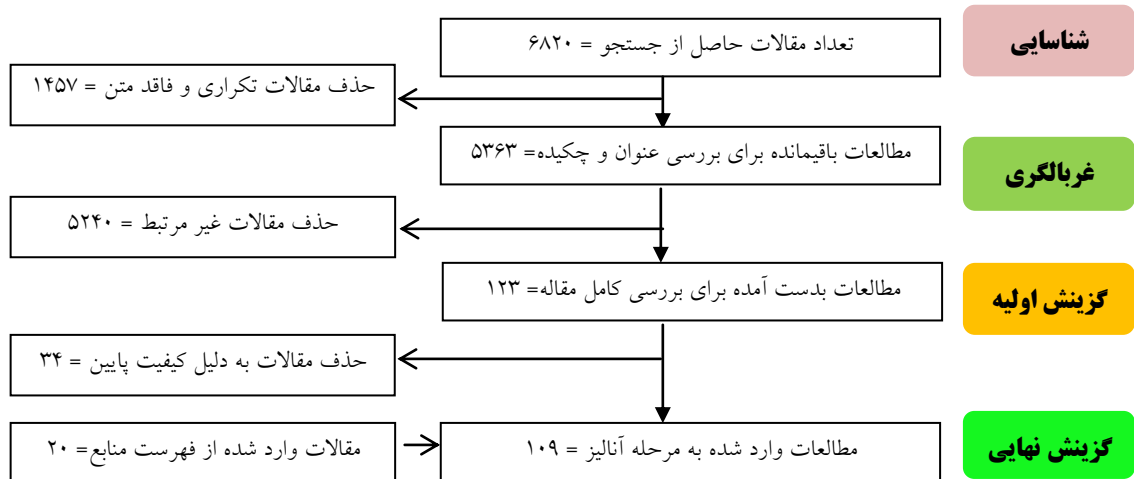 شناسایی
تعداد مقالات حاصل از جستجو = ۶۸۲۰
حذف مقالات تکراری و فاقد متن = ۱۴۵۷
غربالگری
مطالعات باقیمانده برای بررسی عنوان و چکیده= ۵۳۶۳
حذف مقالات غیر مرتبط = ۵۲۴۰
گزینش اولیه
مطالعات بدست آمده برای بررسی کامل مقاله= ۱۲۳
حذف مقالات به دلیل کیفیت پایین = ۳۴
گزینش نهایی
مطالعات وارد شده به مرحله آنالیز = ۱۰۹
مقالات وارد شده از فهرست منابع= ۲۰